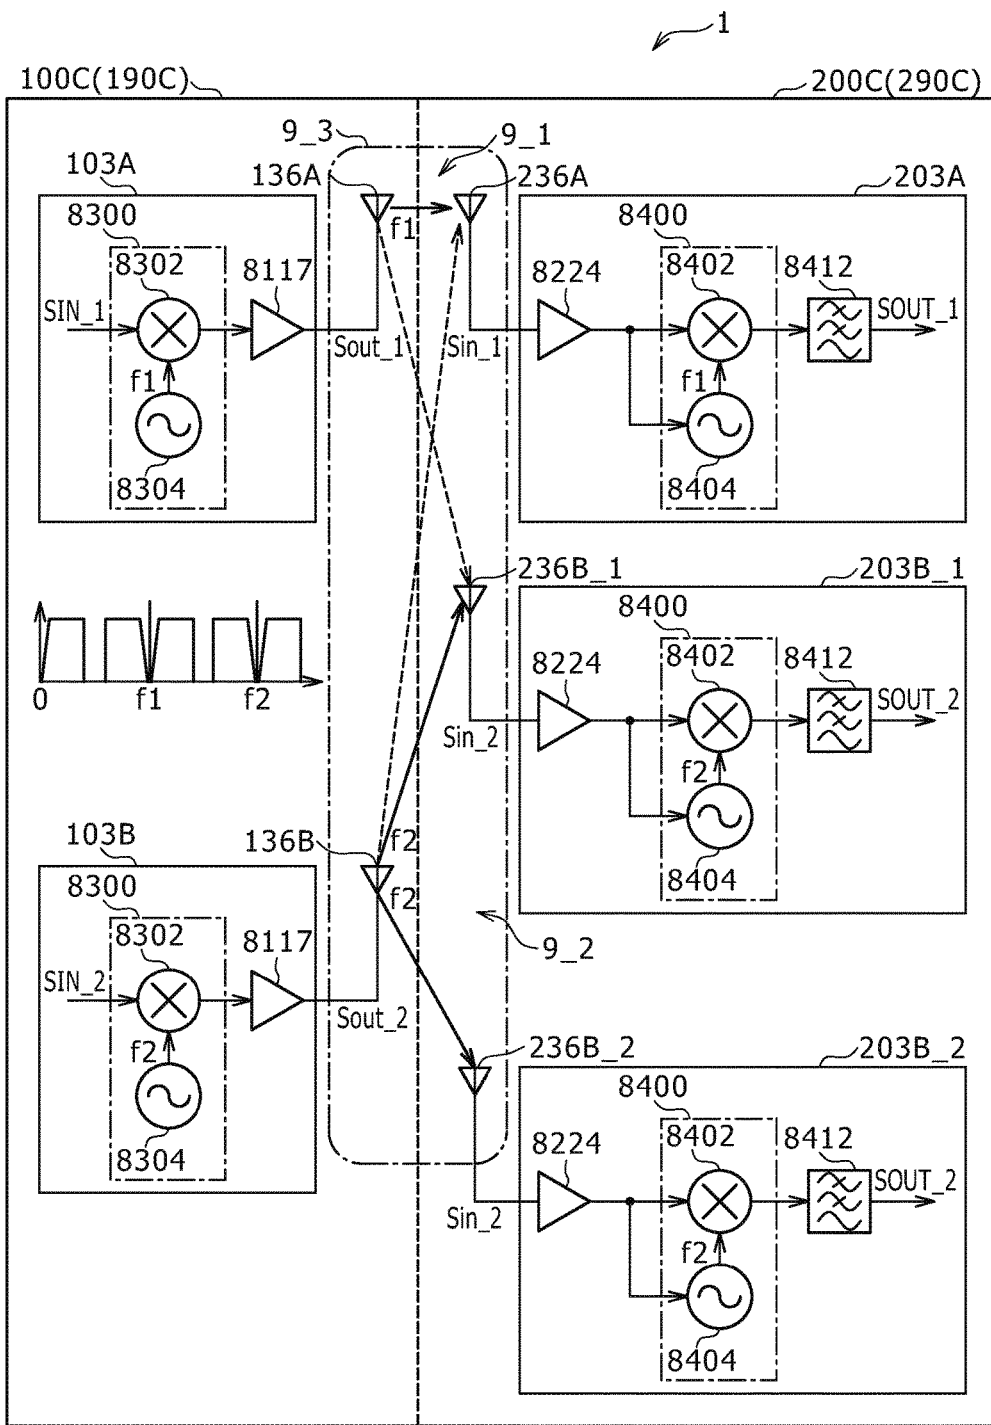 1
100C(190C)
200C(290C)
9_3
9_1
103A
136A
236A
203A
8300
8400
8302
8117
8224
8402
8412
SIN_1
f1
SOUT_1
Sout_1
Sin_1
f1
f1
8304
8404
236B_1
203B_1
8400
8402
8224
8412
SOUT_2
0
f1
f2
Sin_2
f2
8404
103B
136B
f2
8300
f2
8302
8117
9_2
SIN_2
Sout_2
f2
236B_2
203B_2
8400
8304
8224
8402
8412
SOUT_2
Sin_2
f2
8404